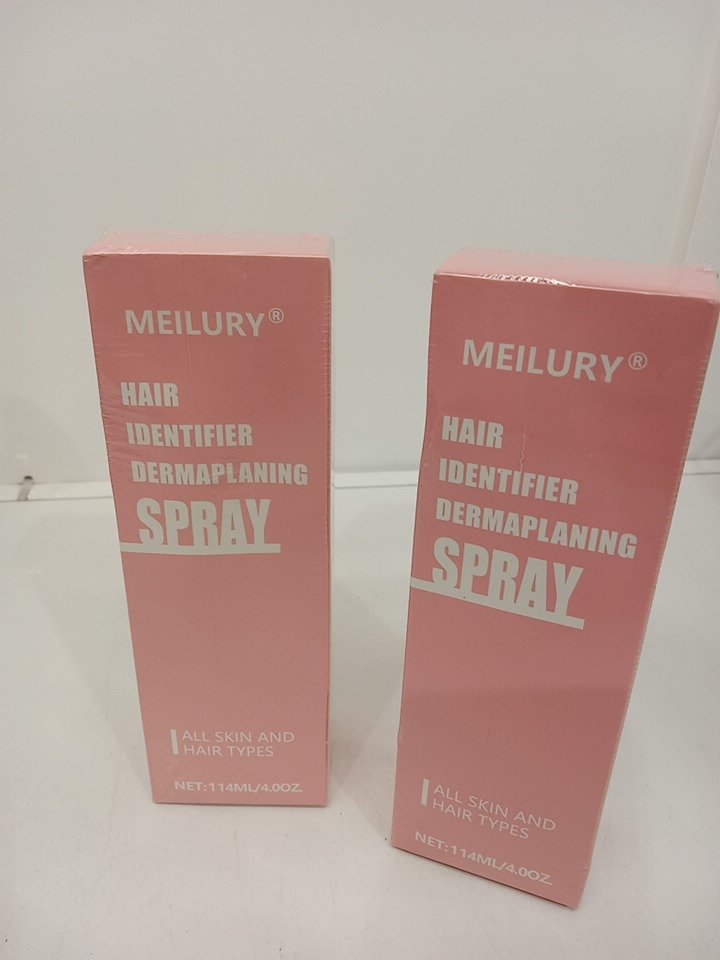 MEILURY®
HAIR
IDENTIFIER
DERMAPLANING
SPRAY
ALL SKIN AND
HAIR TYPES
NET:114ML/4.0OZ.
MEILURY®
HAIR
IDENTIFIER
DERMAPLANING
SPRAY
ALL SKIN AND
HAIR TYPES
NET:114ML/4.0OZ.